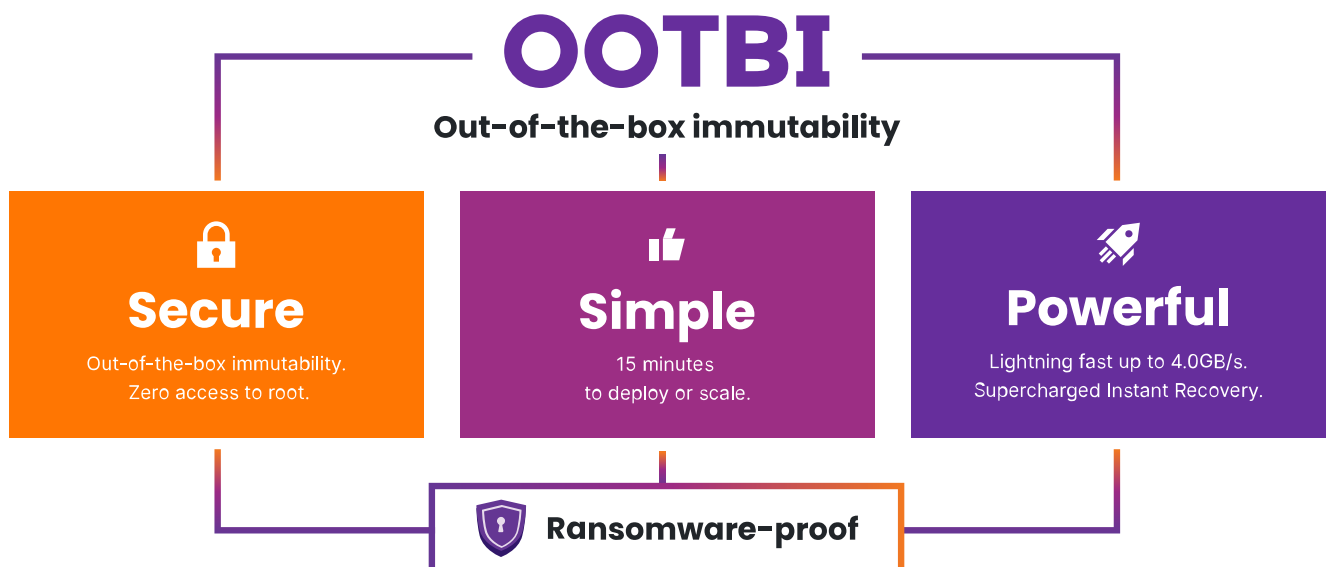 OOTBI
Out-of-the-box immutability
Secure
Out-of-the-box immutability.
Zero access to root.
Simple
15 minutes
to deploy or scale.
Powerful
Lightning fast up to 4.0GB/s.
Supercharged Instant Recovery.
Ransomware-proof